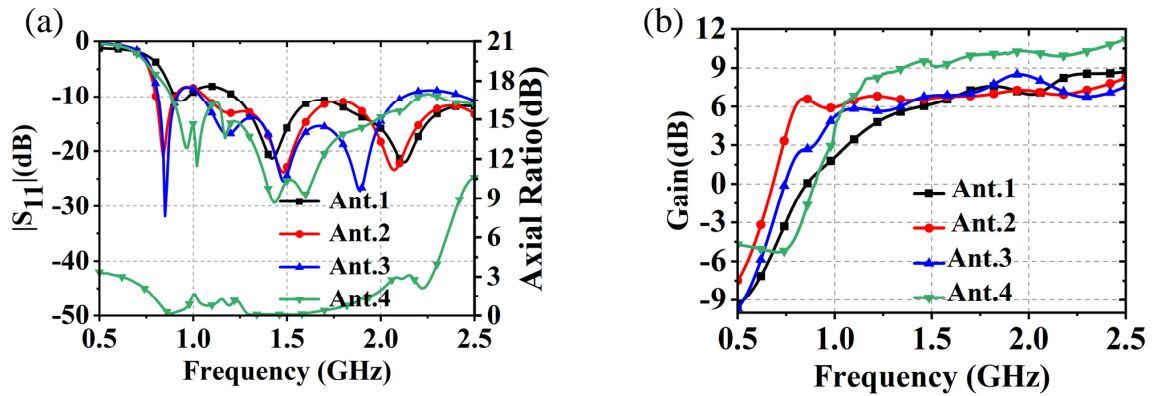 (a)
0
-10
-20
-30
-40
-50
|S11|(dB)
21
18
15
12
9
6
3
0
Axial Ratio(dB)
Ant.1
Ant.2
Ant.3
Ant.4
0.5 1.0 1.5 2.0 2.5
Frequency (GHz)
(b)
12
9
6
3
0
-3
-6
-9
Gain(dB)
Ant.1
Ant.2
Ant.3
Ant.4
0.5 1.0 1.5 2.0 2.5
Frequency (GHz)